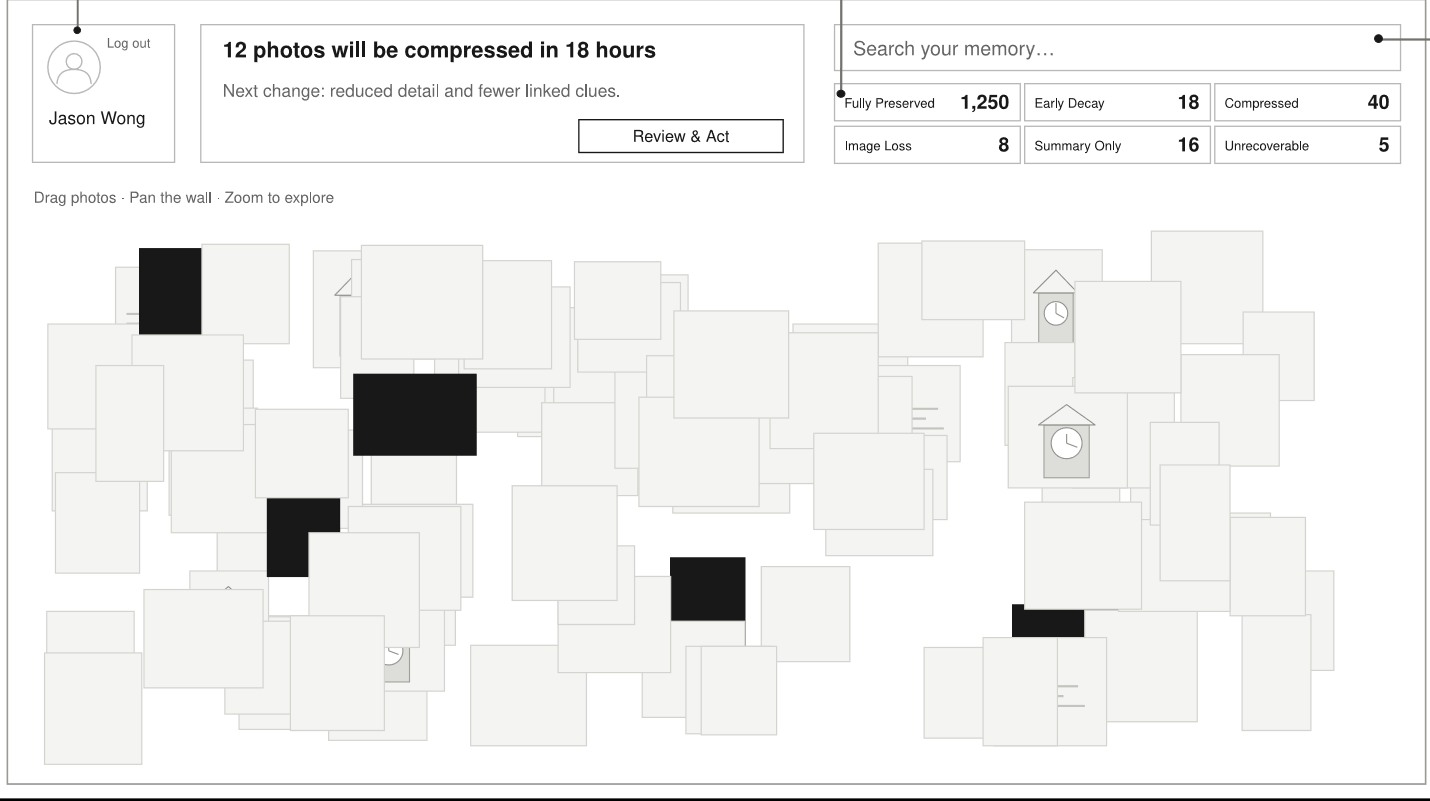 Log out
Jason Wong
12 photos will be compressed in 18 hours
Next change: reduced detail and fewer linked clues.
Review & Act
Search your memory…
Fully Preserved 1,250
Early Decay 18
Compressed 40
Image Loss 8
Summary Only 16
Unrecoverable 5
Drag photos · Pan the wall · Zoom to explore